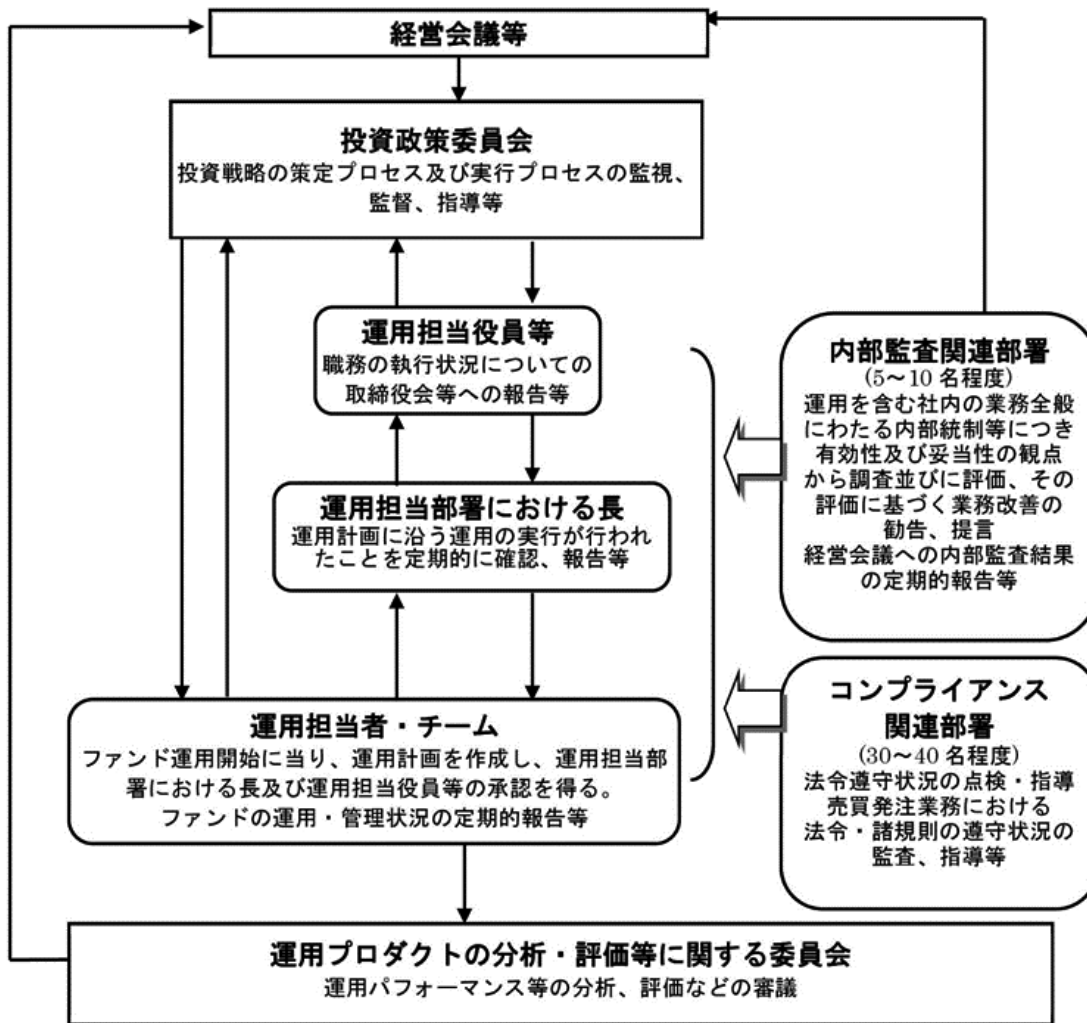 経営会議等
投資政策委員会
投資戦略の策定プロセス及び実行プロセスの監視、
監督、指導等
運用担当役員等
職務の執行状況についての
取締役会等への報告等
運用担当部署における長
運用計画に沿う運用の実行が行われ
たことを定期的に確認、報告等
運用担当者・チーム
ファンド運用開始に当り、運用計画を作成し、運用担当部
署における長及び運用担当役員等の承認を得る。
ファンドの運用・管理状況の定期的報告等
内部監査関連部署
(5～10 名程度)
運用を含む社内の業務全般
にわたる内部統制等につき
有効性及び妥当性の観点
から調査並びに評価、その
評価に基づく業務改善の
勧告、提言
経営会議への内部監査結果
の定期的報告等
コンプライアンス
関連部署
(30～40 名程度)
法令遵守状況の点検・指導
売買発注業務における
法令・諸規則の遵守状況の
監査、指導等
運用プロダクトの分析・評価等に関する委員会
運用パフォーマンス等の分析、評価などの審議